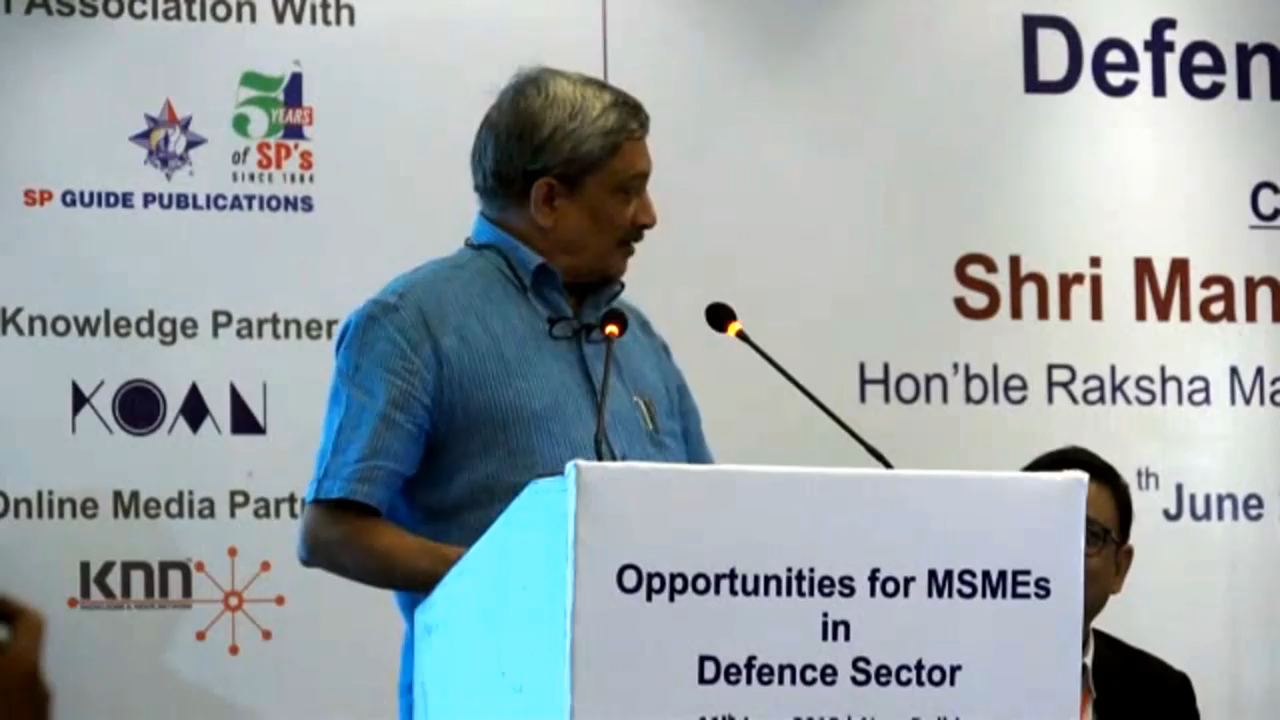 Association With
51
YEARS
of SP's
SINCE 1964
SP GUIDE PUBLICATIONS
Knowledge Partner
KOAN
Online Media Part
KNN
Defen
C
Shri Man
Hon'ble Raksha Ma
th June
Opportunities for MSMEs
in
Defence Sector